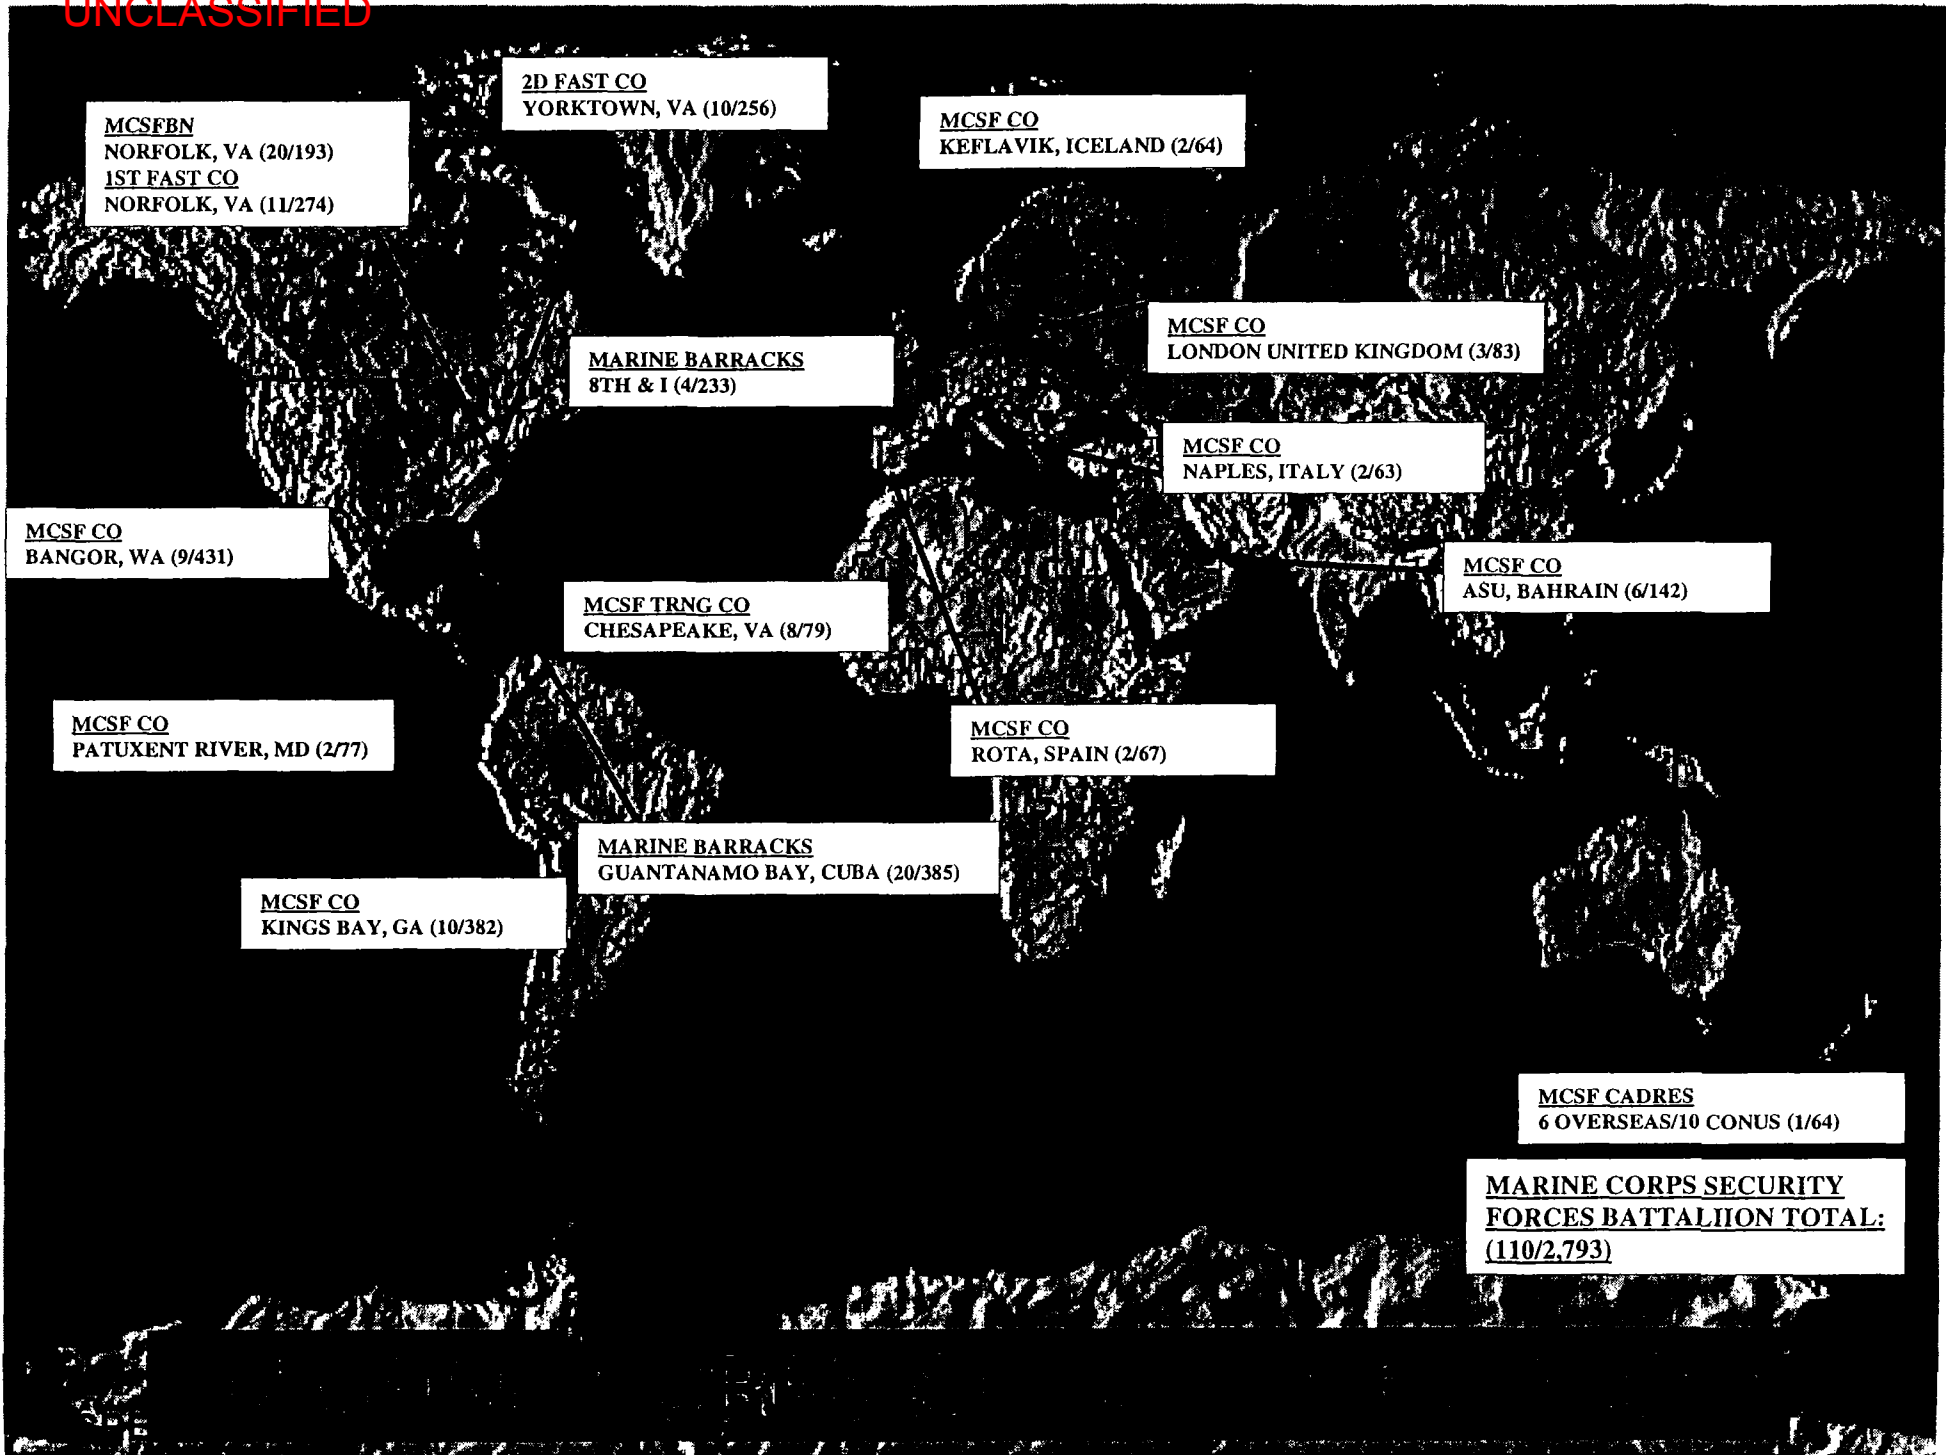 UNCLASSIFIED
2D FAST CO
YORKTOWN, VA (10/256)
MCSFBN
NORFOLK, VA (20/193)
1ST FAST CO
NORFOLK, VA (11/274)
MCSF CO
KEFLAVIK, ICELAND (2/64)
MCSF CO
LONDON UNITED KINGDOM (3/83)
MARINE BARRACKS
8TH & I (4/233)
MCSF CO
NAPLES, ITALY (2/63)
MCSF CO
BANGOR, WA (9/431)
MCSF CO
ASU, BAHRAIN (6/142)
MCSF TRNG CO
CHESAPEAKE, VA (8/79)
MCSF CO
PATUXENT RIVER, MD (2/77)
MCSF CO
ROTA, SPAIN (2/67)
MARINE BARRACKS
GUANTANAMO BAY, CUBA (20/385)
MCSF CO
KINGS BAY, GA (10/382)
MCSF CADRES
6 OVERSEAS/10 CONUS (1/64)
MARINE CORPS SECURITY
FORCES BATTALIION TOTAL:
(110/2,793)